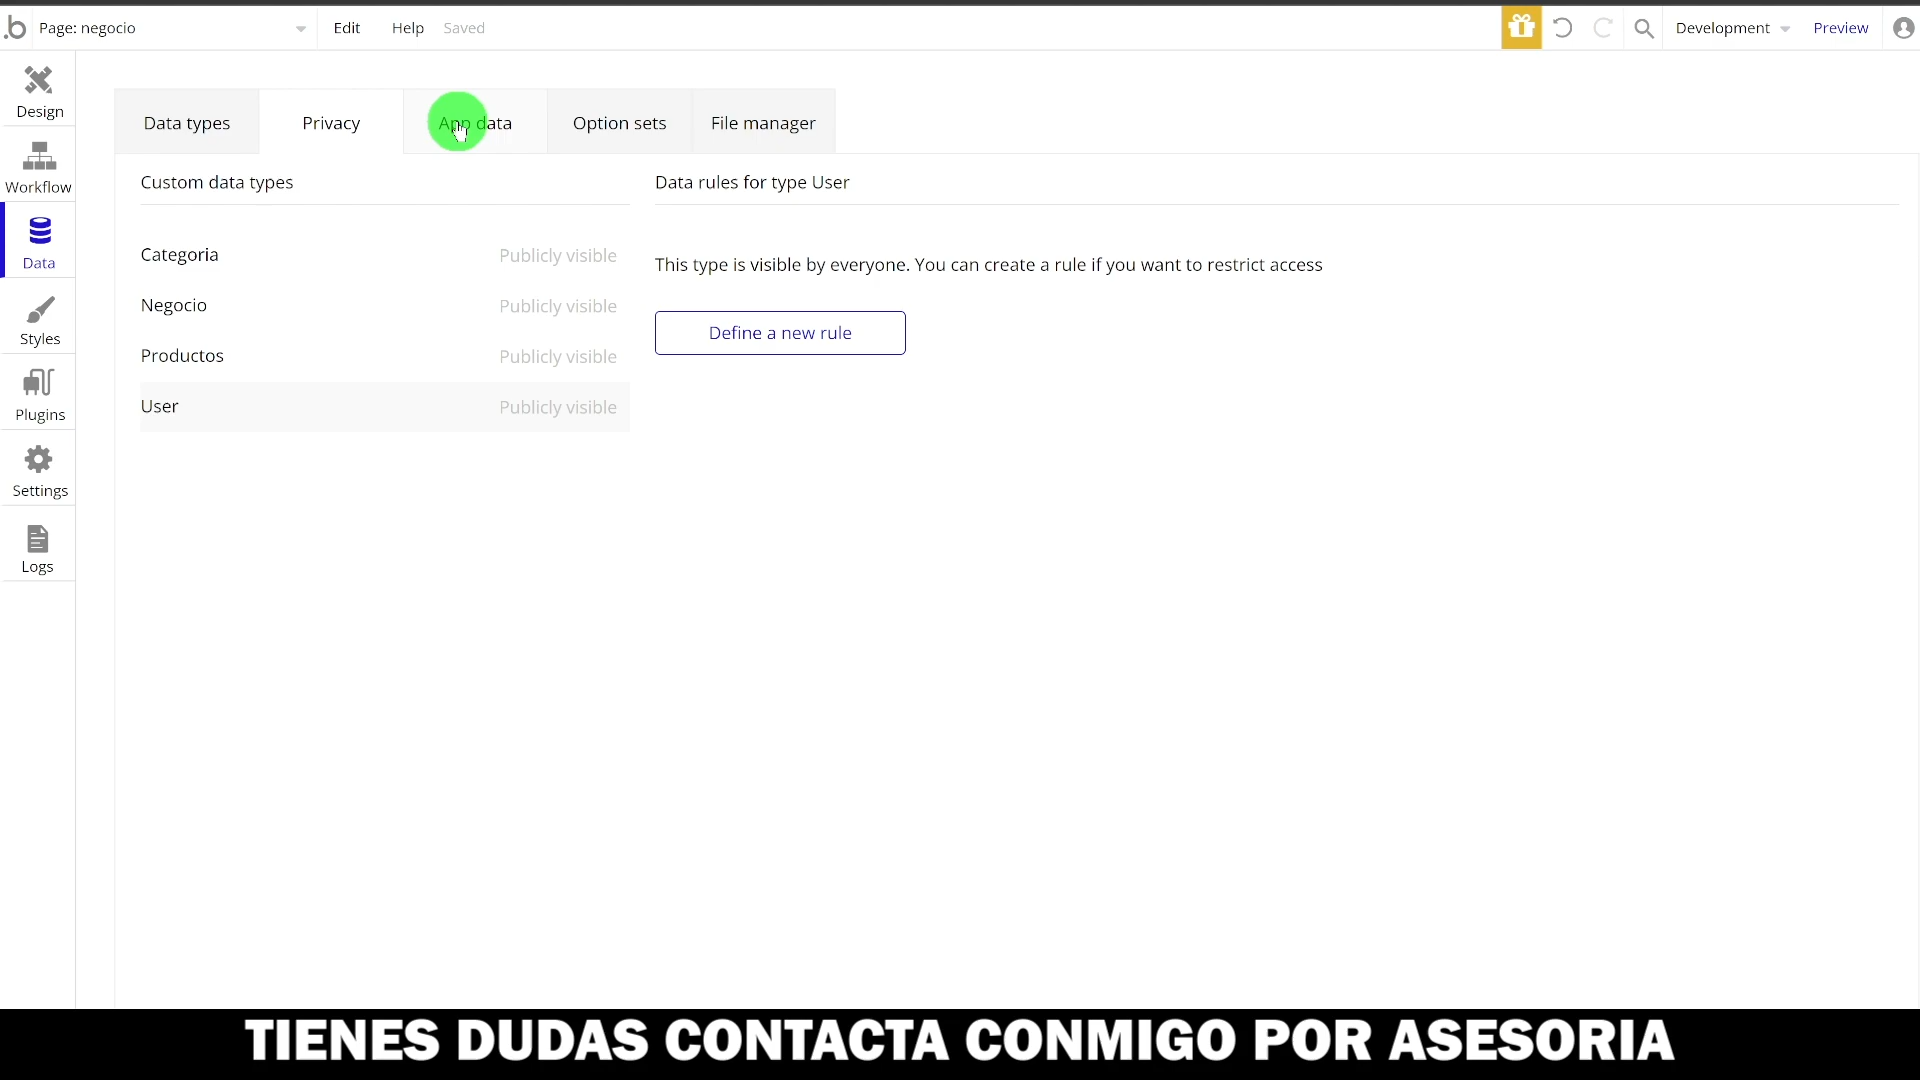 .b Page: negocio Edit Help Saved Development Preview
Design
Workflow
Data
Styles
Plugins
Settings
Logs
Data types Privacy App data Option sets File manager
Custom data types
Categoria Publicly visible
Negocio Publicly visible
Productos Publicly visible
User Publicly visible
Data rules for type User
This type is visible by everyone. You can create a rule if you want to restrict access
Define a new rule
TIENES DUDAS CONTACTA CONMIGO POR ASESORIA